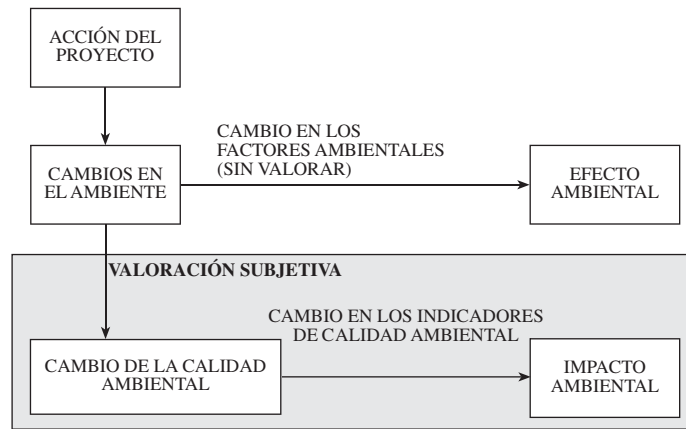 ACCIÓN DEL
PROYECTO
CAMBIO EN LOS
FACTORES AMBIENTALES
(SIN VALORAR)
CAMBIOS EN
EL AMBIENTE
EFECTO
AMBIENTAL
VALORACIÓN SUBJETIVA
CAMBIO EN LOS INDICADORES
DE CALIDAD AMBIENTAL
CAMBIO DE LA CALIDAD
AMBIENTAL
IMPACTO
AMBIENTAL